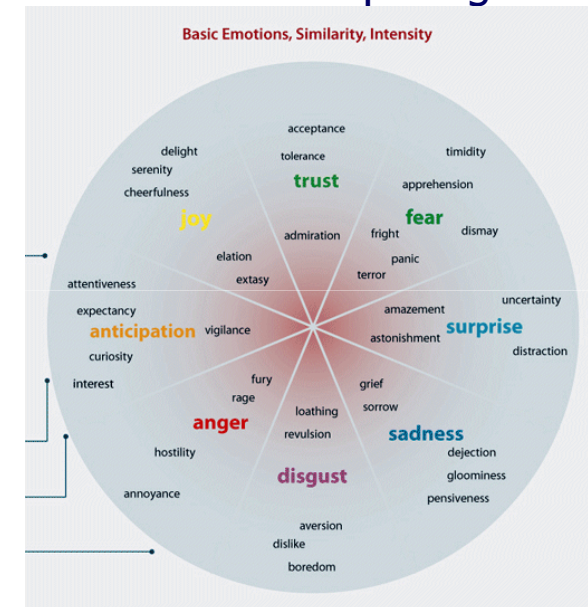 Basic Emotions, Similarity, Intensity
acceptance
tolerance
trust
admiration
timidity
apprehension
fear
fright
dismay
panic
terror
uncertainty
amazement
surprise
astonishment
distraction
grief
sorrow
sadness
dejection
gloominess
pensiveness
loathing
revulsion
disgust
aversion
dislike
boredom
fury
rage
anger
hostility
annoyance
attentiveness
expectancy
anticipation
vigilance
curiosity
interest
delight
serenity
cheerfulness
joy
elation
extasy